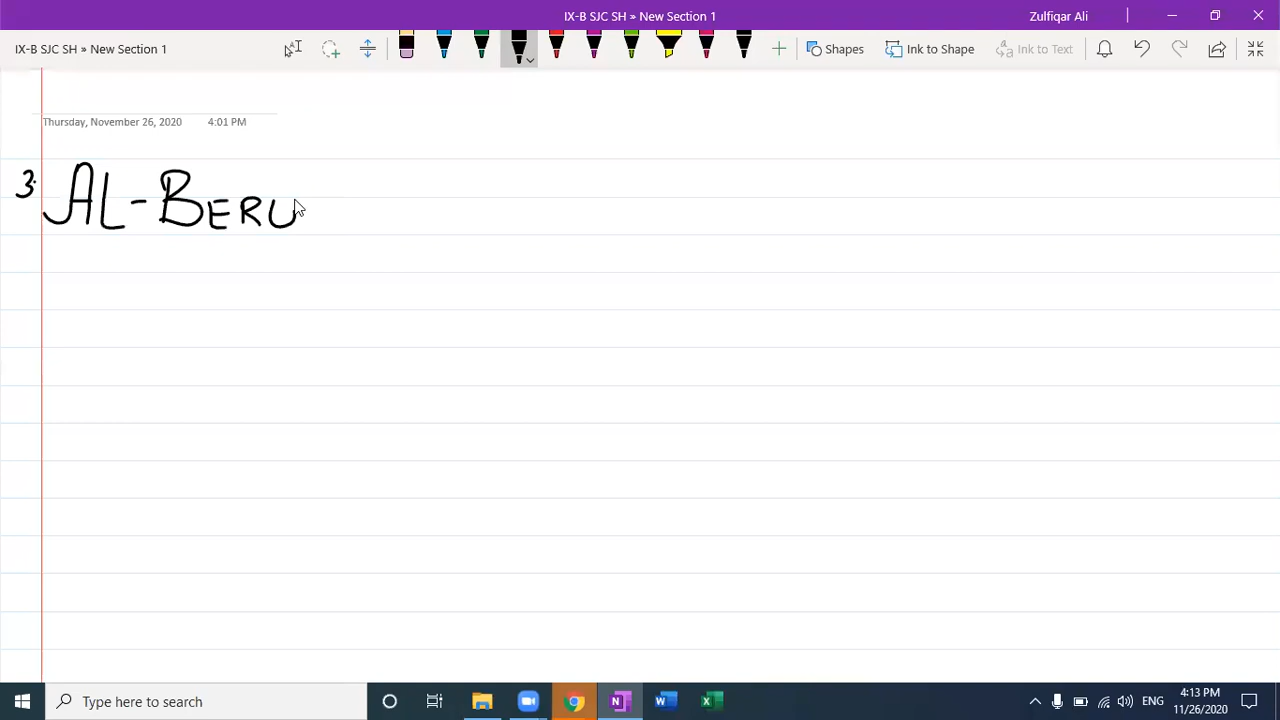 IX-B SJC SH » New Section 1
Zulfiqar Ali
IX-B SJC SH » New Section 1
Shapes
Ink to Shape
Ink to Text
Thursday, November 26, 2020 4:01 PM
3. AL-BERU
Type here to search
ENG
4:13 PM
11/26/2020